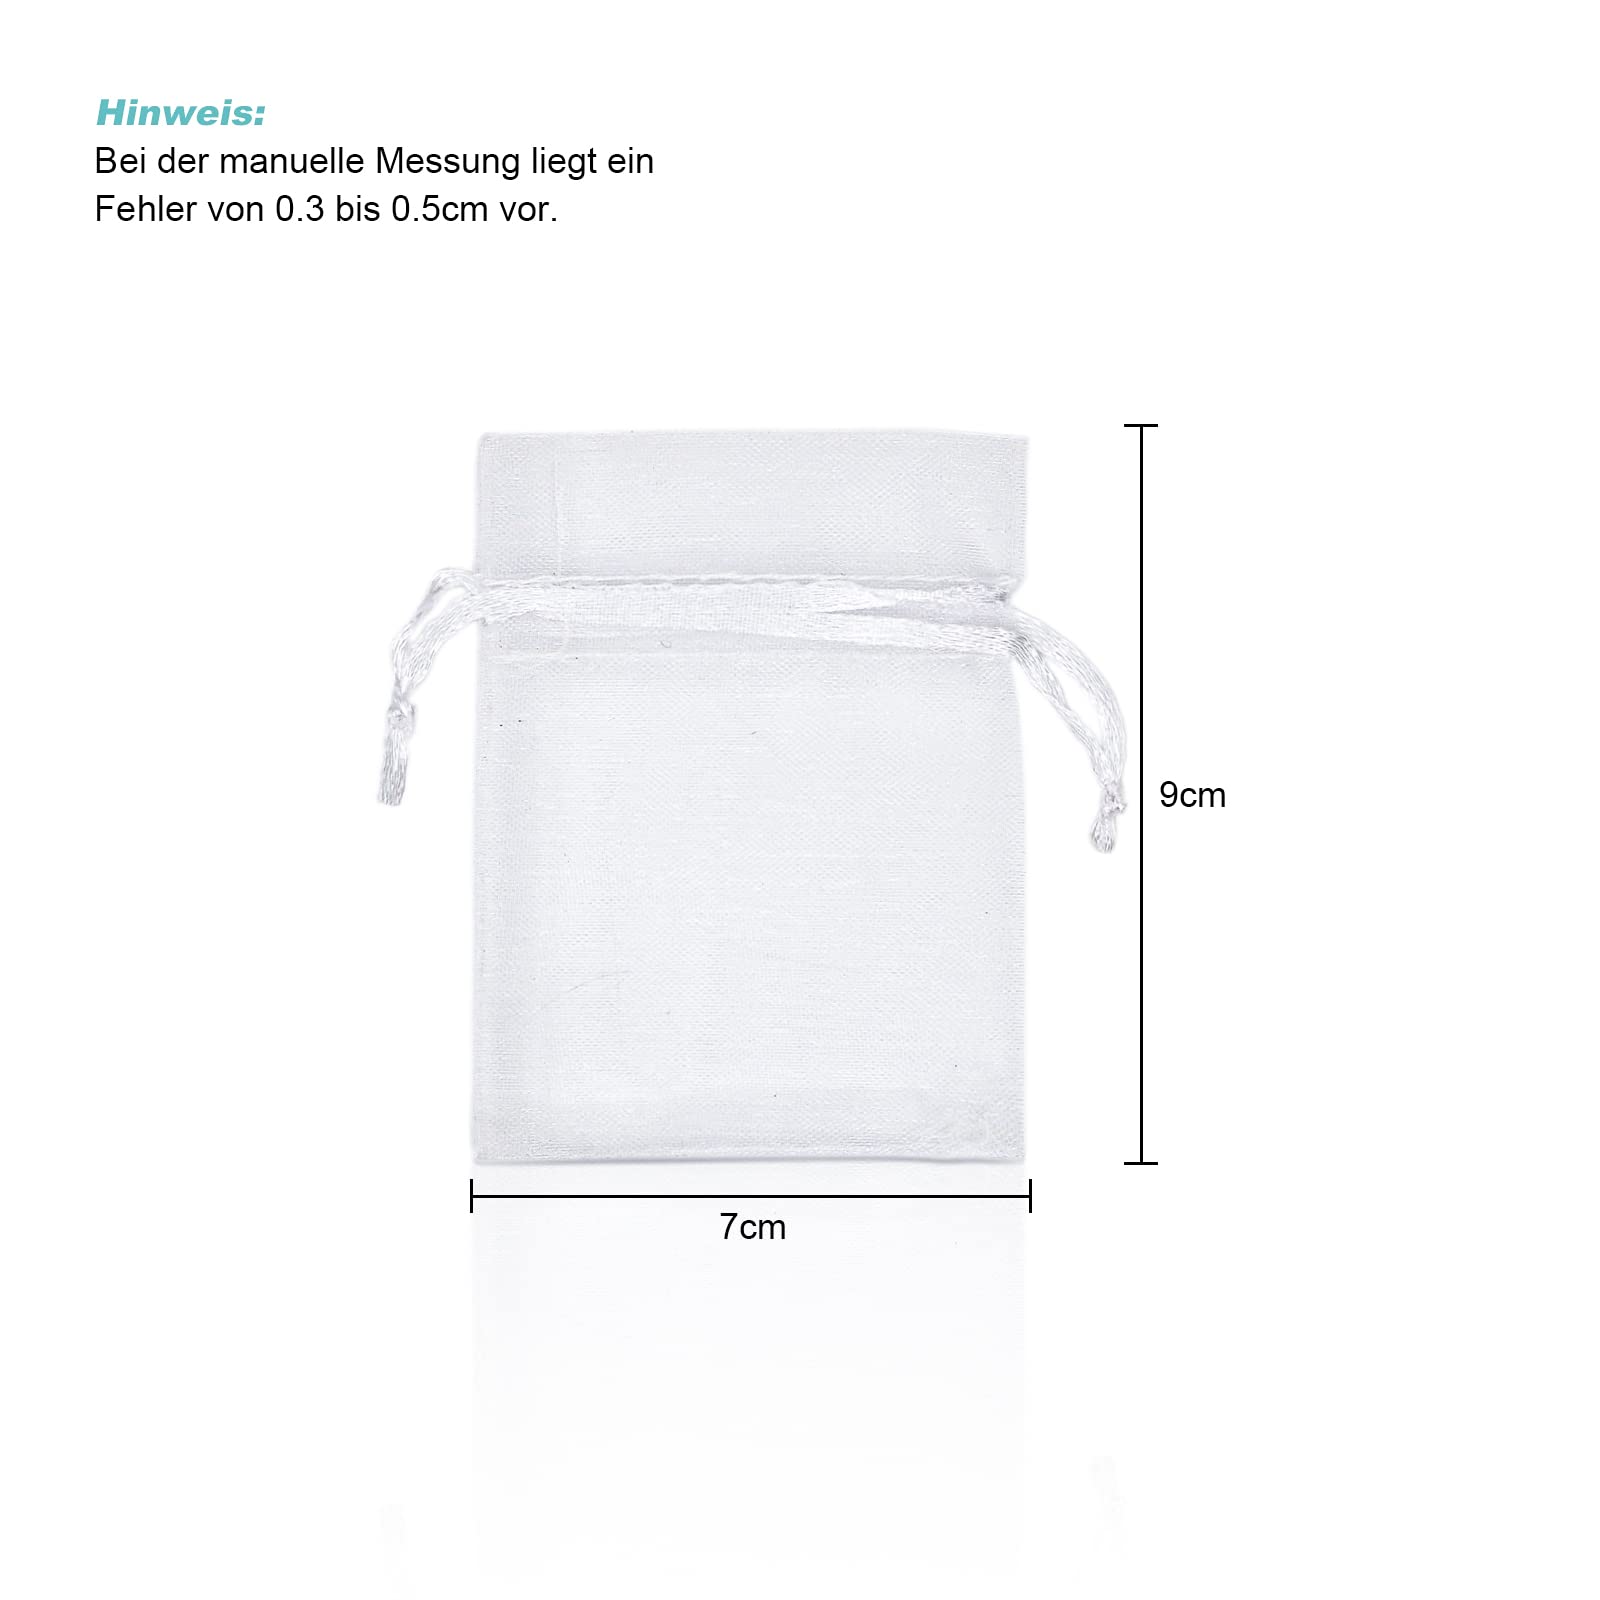 Hinweis:
Bei der manuelle Messung liegt ein
Fehler von 0.3 bis 0.5cm vor.
9cm
7cm